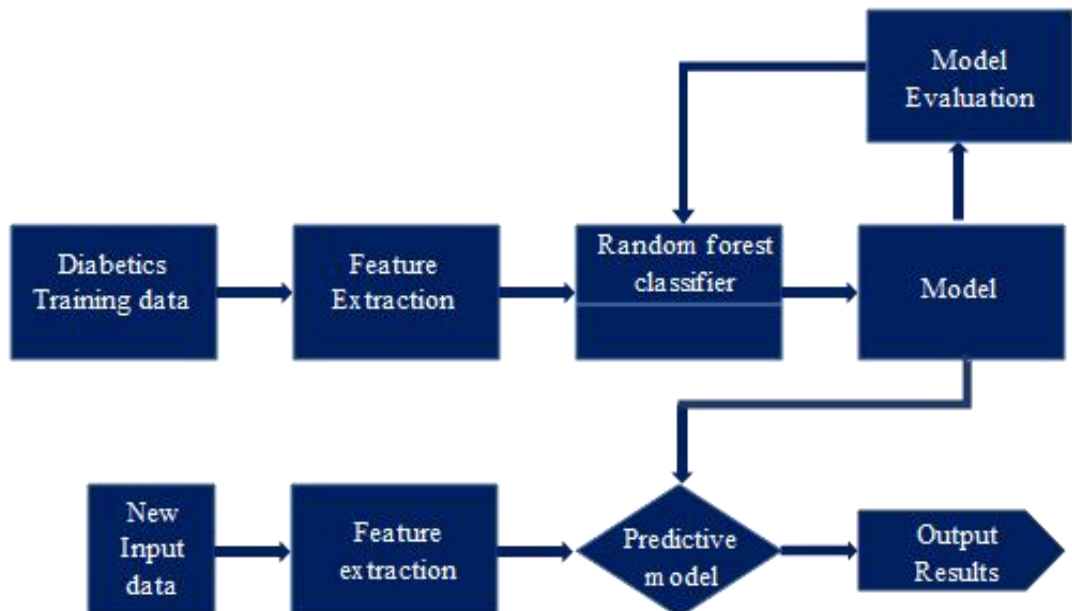 Model
Evaluation
Diabetics
Training data
Feature
Extraction
Random forest
classifier
Model
New
Input
data
Feature
extraction
Predictive
model
Output
Results